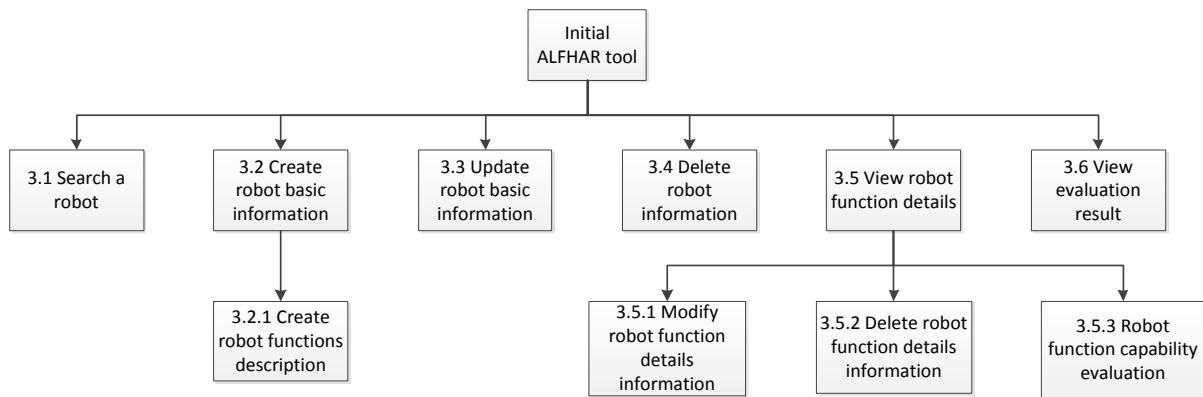 Initial
ALFHAR tool
3.1 Search a
robot
3.2 Create
robot basic
information
3.3 Update
robot basic
information
3.4 Delete
robot
information
3.5 View robot
function details
3.6 View
evaluation
result
3.2.1 Create
robot functions
description
3.5.1 Modify
robot function
details
information
3.5.2 Delete robot
function details
information
3.5.3 Robot
function capability
evaluation